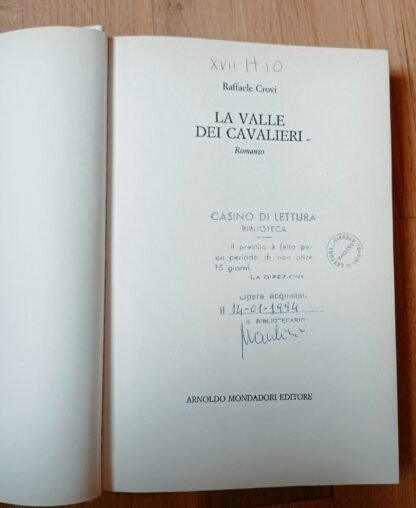 XVII H 10
Raffaele Crovi
LA VALLE
DEI CAVALIERI
Romanzo
CASINO DI LETTURA
BIBLIOTECA
Il prestito è fatto per
un periodo di non oltre
15 giorni.
LA DIREZIONE
Opera acquistata
il 14-01-1994
IL BIBLIOTECARIO
ARNOLDO MONDADORI EDITORE